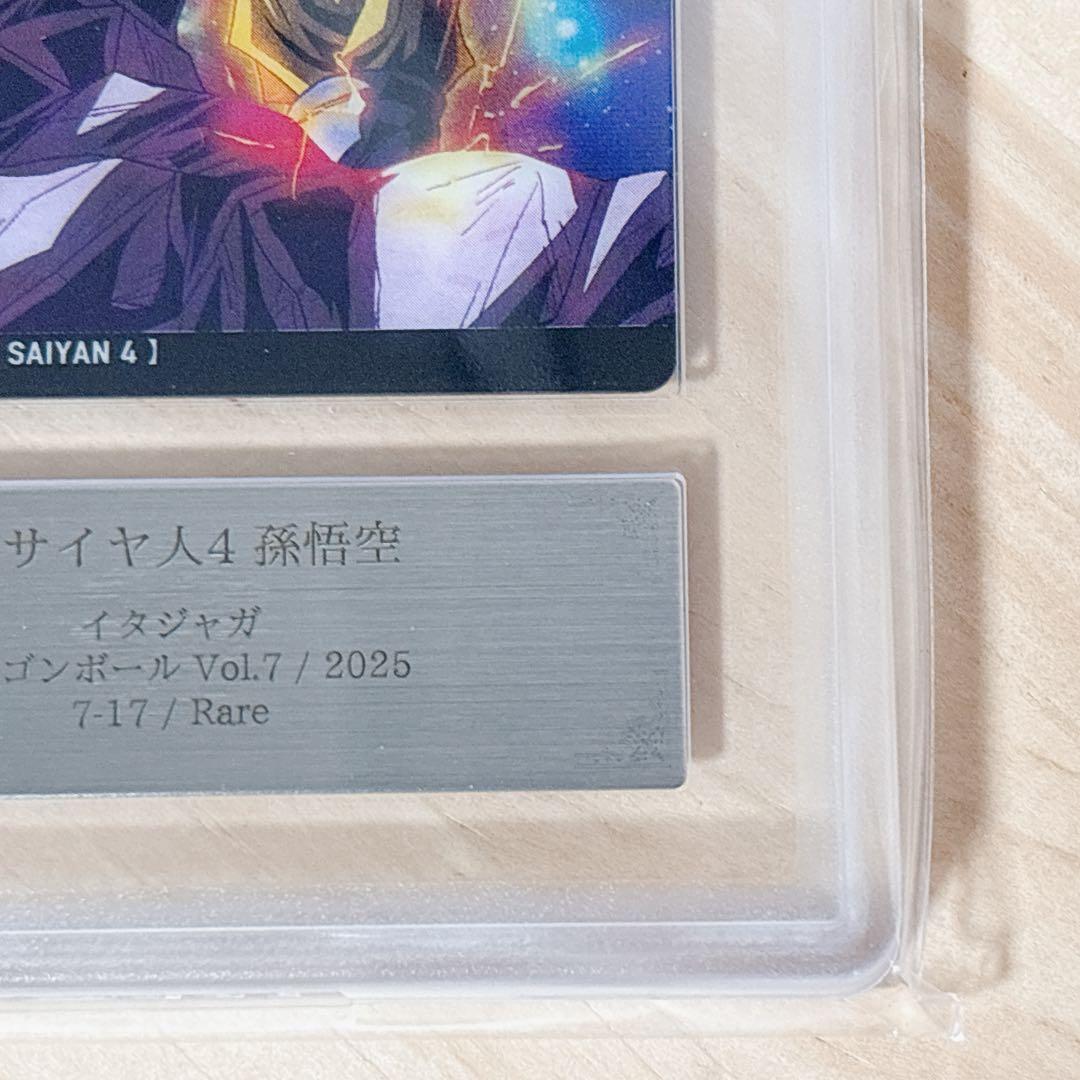 SAIYAN 4 】
サイヤ人4 孫悟空
イタジャガ
ゴンボール Vol.7 / 2025
7-17 / Rare